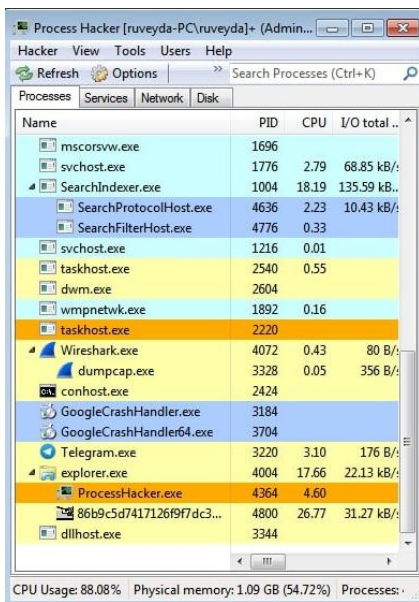 Process Hacker [ruveyda-PC\ruveyda]+ (Admin...
Hacker View Tools Users Help
Refresh Options » Search Processes (Ctrl+K)
Processes Services Network Disk
Name PID CPU I/O total ..
mscorsvw.exe 1696
svchost.exe 1776 2.79 68.85 kB/
SearchIndexer.exe 1004 18.19 135.59 kB..
SearchProtocolHost.exe 4636 2.23 10.43 kB/
SearchFilterHost.exe 4776 0.33
svchost.exe 1216 0.01
taskhost.exe 2540 0.55
dwm.exe 2604
wmpnetwk.exe 1892 0.16
taskhost.exe 2220
Wireshark.exe 4072 0.43 80 B/
dumpcap.exe 3328 0.05 356 B/
conhost.exe 2424
GoogleCrashHandler.exe 3184
GoogleCrashHandler64.exe 3704
Telegram.exe 3220 3.10 176 B/
explorer.exe 4004 17.66 22.13 kB/
ProcessHacker.exe 4364 4.60
86b9c5d7417126f9f7dc3... 4800 26.77 31.27 kB/
dllhost.exe 3344
CPU Usage: 88.08% Physical memory: 1.09 GB (54.72%) Processes: